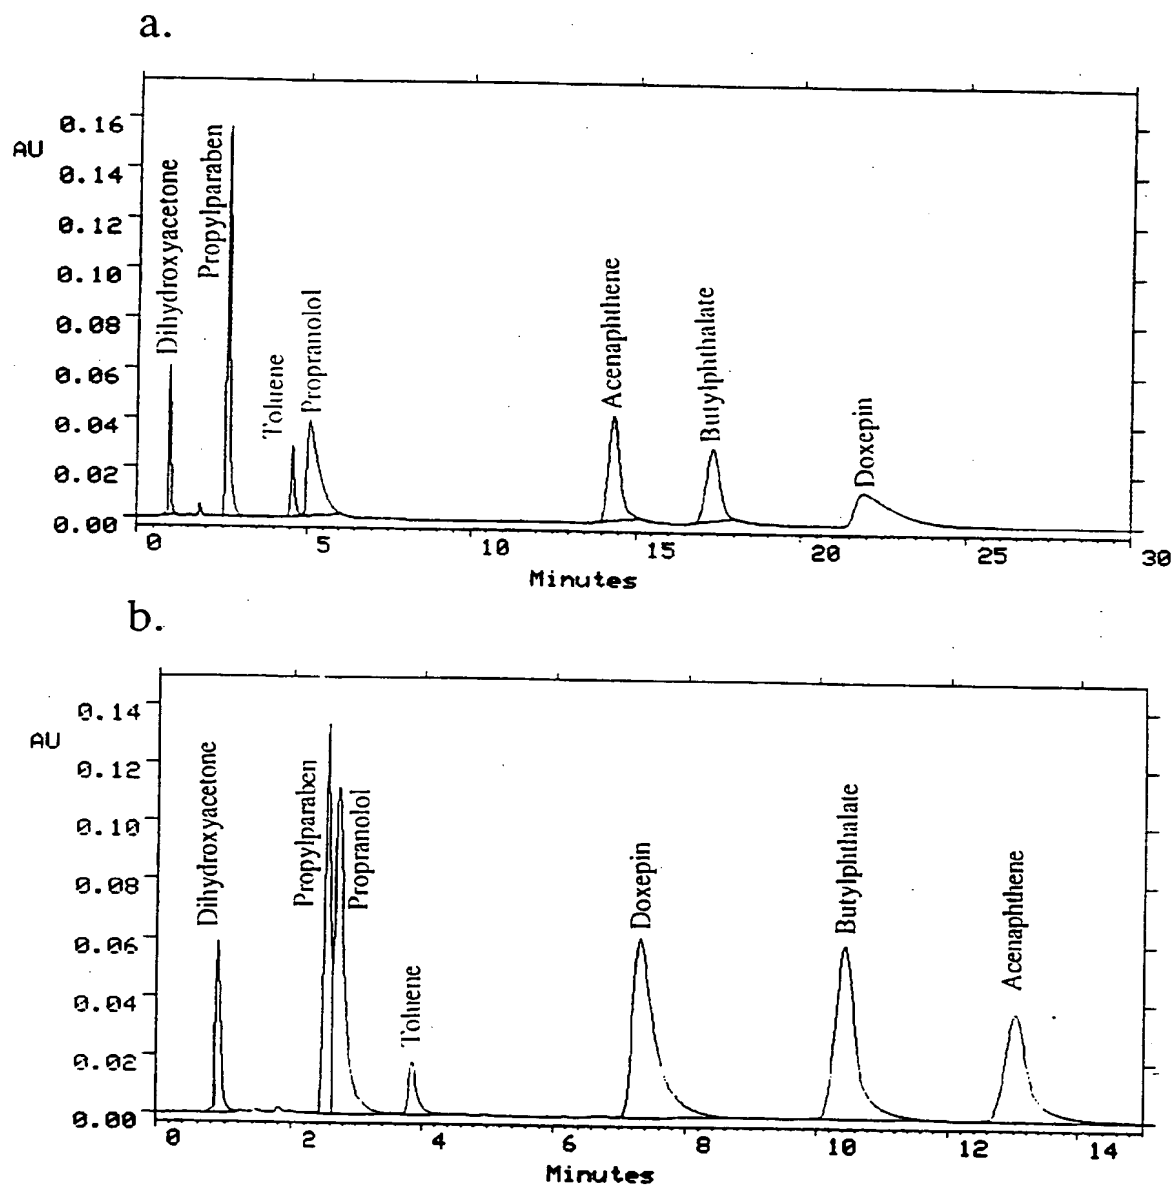 a.
AU
0.16
0.14
0.12
0.10
0.08
0.06
0.04
0.02
0.00
Dihydroxyacetone
Propylparaben
Toluene
Propranolol
Acenaphthene
Butylphthalate
Doxepin
0 5 10 15 20 25 30
Minutes
b.
AU
0.14
0.12
0.10
0.08
0.06
0.04
0.02
0.00
Dihydroxyacetone
Propylparaben
Propranolol
Toluene
Doxepin
Butylphthalate
Acenaphthene
0 2 4 6 8 10 12 14
Minutes